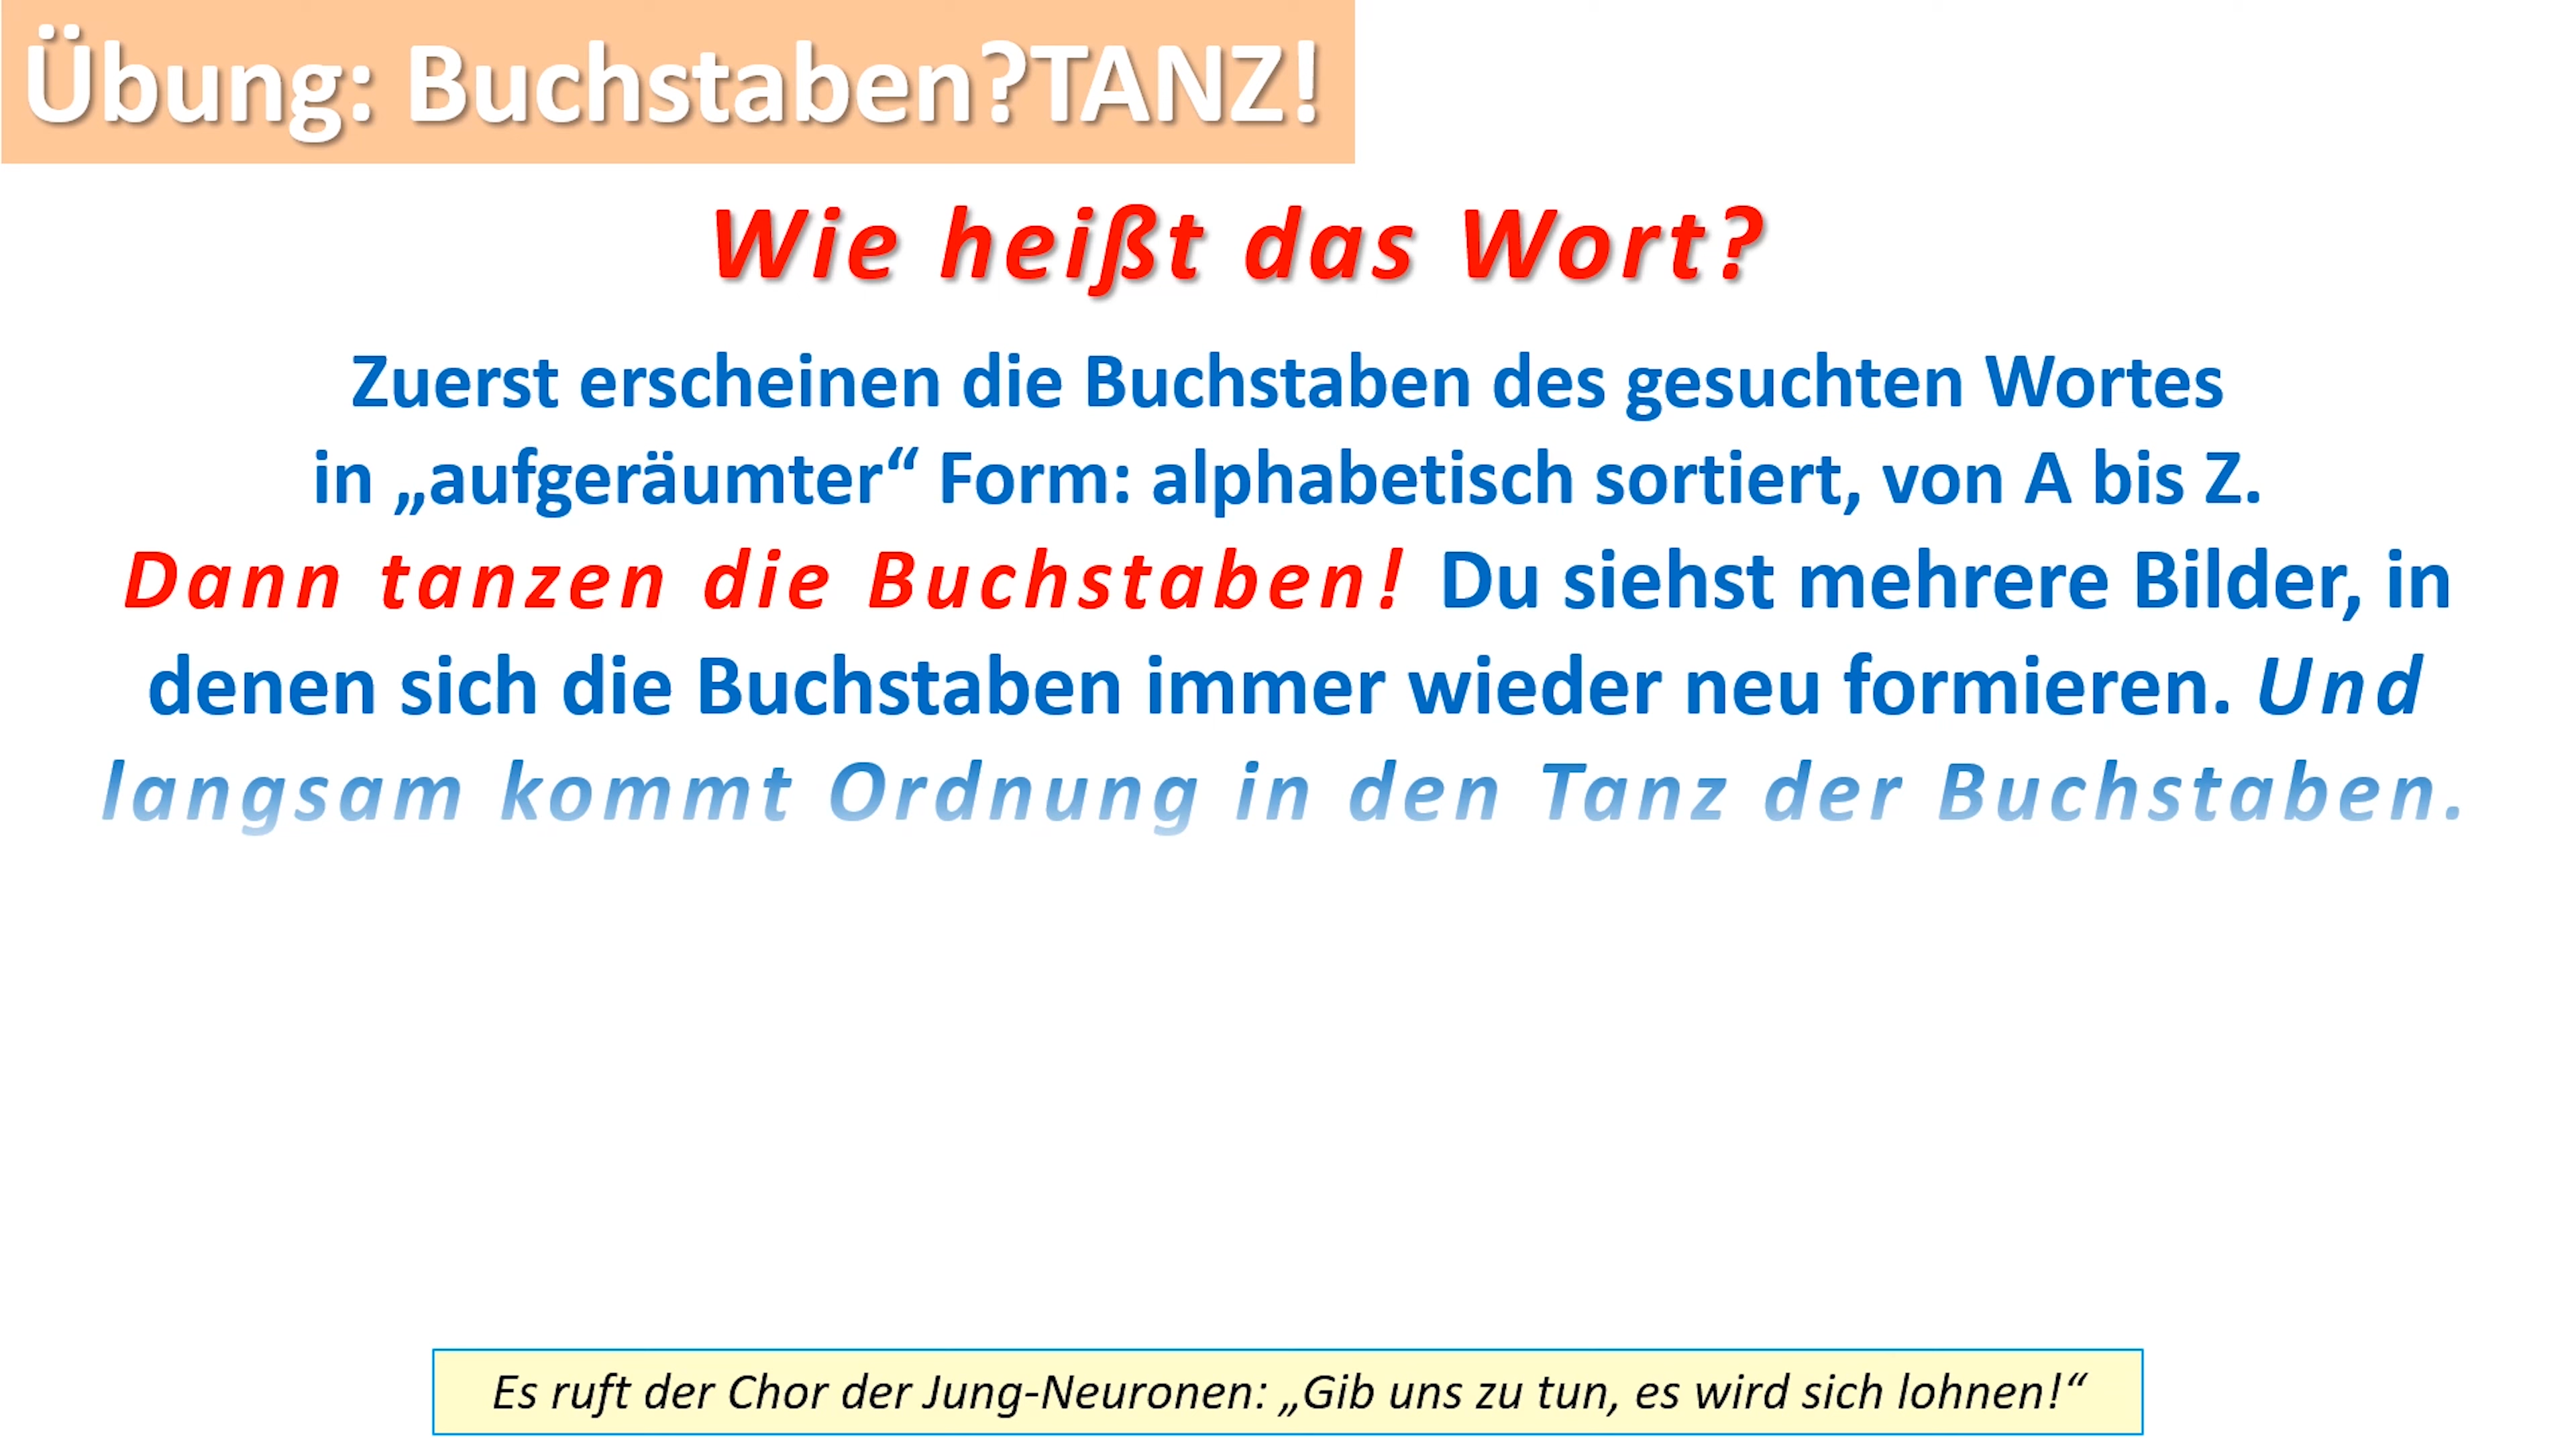 Übung: Buchstaben?TANZ!
Wie heißt das Wort?
Zuerst erscheinen die Buchstaben des gesuchten Wortes
in „aufgeräumter“ Form: alphabetisch sortiert, von A bis Z.
Dann tanzen die Buchstaben! Du siehst mehrere Bilder, in
denen sich die Buchstaben immer wieder neu formieren. Und
langsam kommt Ordnung in den Tanz der Buchstaben.
Es ruft der Chor der Jung-Neuronen: „Gib uns zu tun, es wird sich lohnen!“